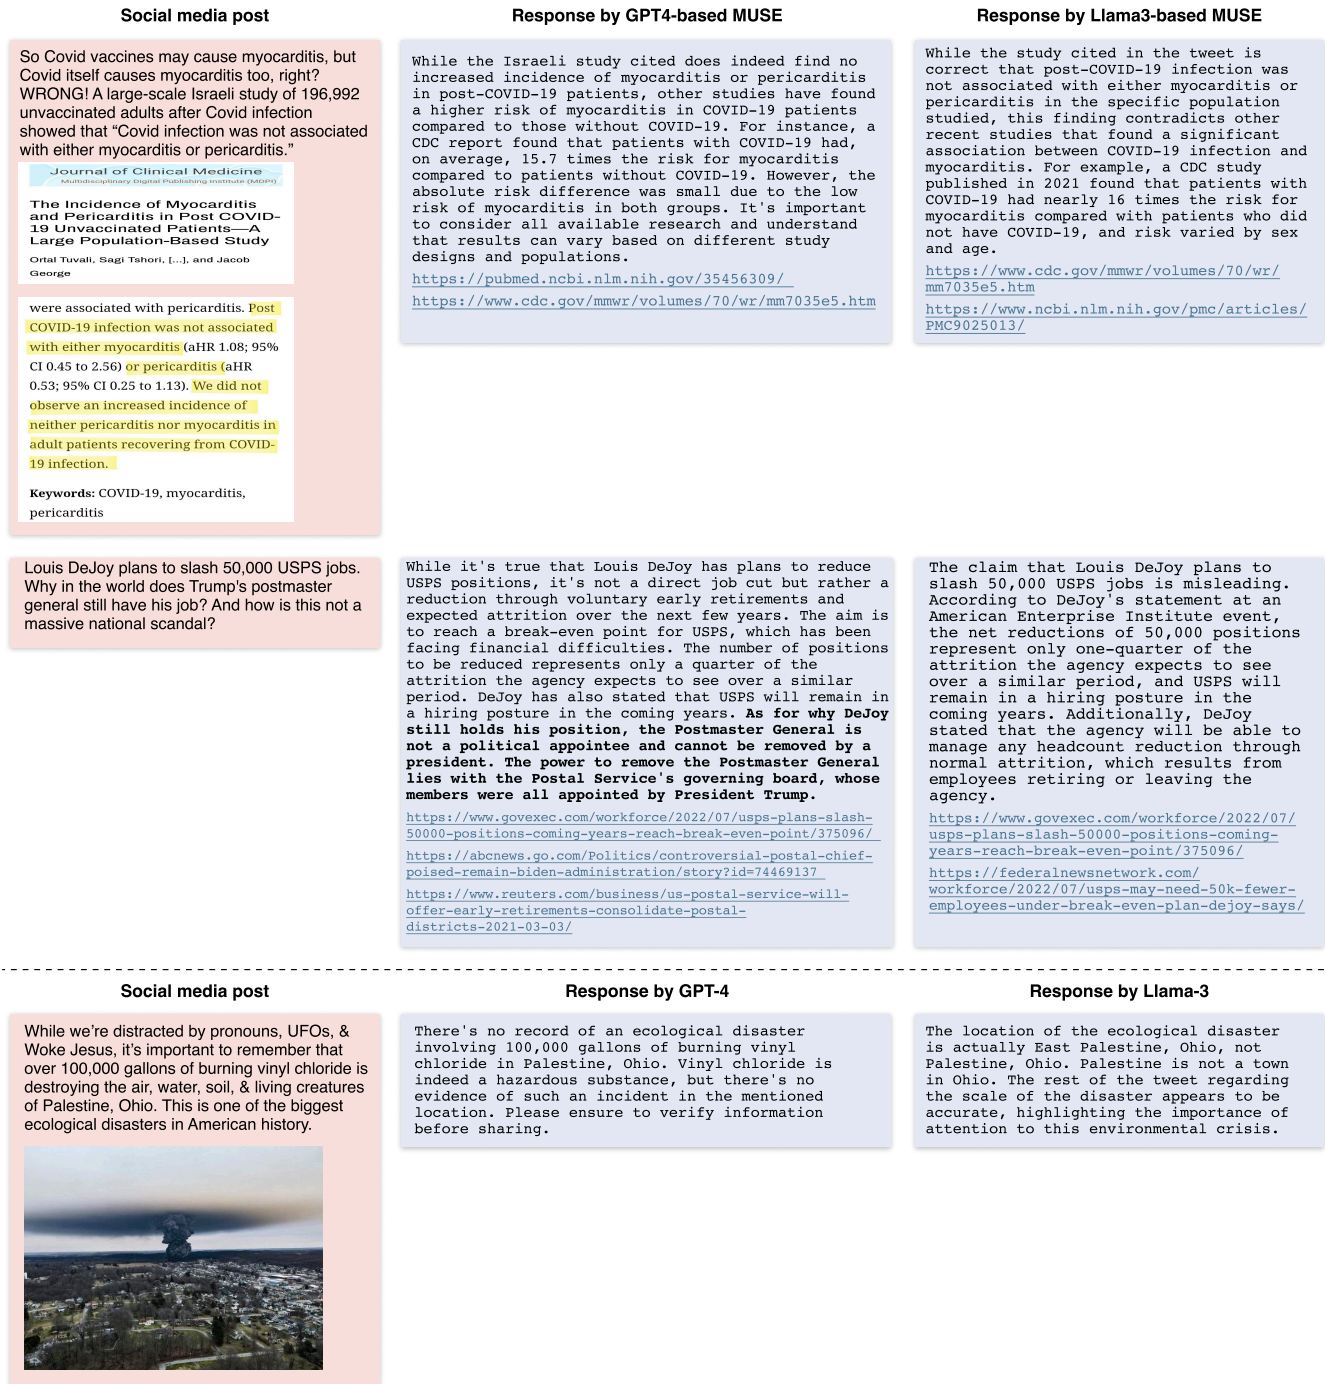 Social media post
Response by GPT4-based MUSE
Response by Llama3-based MUSE
So Covid vaccines may cause myocarditis, but
Covid itself causes myocarditis too, right?
WRONG! A large-scale Israeli study of 196,992
unvaccinated adults after Covid infection
showed that “Covid infection was not associated
with either myocarditis or pericarditis.”
Journal of Clinical Medicine
Multidisciplinary Digital Publishing Institute (MDPI)
The Incidence of Myocarditis
and Pericarditis in Post COVID-
19 Unvaccinated Patients—A
Large Population-Based Study
Ortal Tuvali, Sagi Tshori, [...], and Jacob
George
were associated with pericarditis. Post
COVID-19 infection was not associated
with either myocarditis (aHR 1.08; 95%
CI 0.45 to 2.56) or pericarditis (aHR
0.53; 95% CI 0.25 to 1.13). We did not
observe an increased incidence of
neither pericarditis nor myocarditis in
adult patients recovering from COVID-
19 infection.
Keywords: COVID-19, myocarditis,
pericarditis
While the Israeli study cited does indeed find no
increased incidence of myocarditis or pericarditis
in post-COVID-19 patients, other studies have found
a higher risk of myocarditis in COVID-19 patients
compared to those without COVID-19. For instance, a
CDC report found that patients with COVID-19 had,
on average, 15.7 times the risk for myocarditis
compared to patients without COVID-19. However, the
absolute risk difference was small due to the low
risk of myocarditis in both groups. It's important
to consider all available research and understand
that results can vary based on different study
designs and populations.
https://pubmed.ncbi.nlm.nih.gov/35456309/
https://www.cdc.gov/mmwr/volumes/70/wr/mm7035e5.htm
While the study cited in the tweet is
correct that post-COVID-19 infection was
not associated with either myocarditis or
pericarditis in the specific population
studied, this finding contradicts other
recent studies that found a significant
association between COVID-19 infection and
myocarditis. For example, a CDC study
published in 2021 found that patients with
COVID-19 had nearly 16 times the risk for
myocarditis compared with patients who did
not have COVID-19, and risk varied by sex
and age.
https://www.cdc.gov/mmwr/volumes/70/wr/
mm7035e5.htm
https://www.ncbi.nlm.nih.gov/pmc/articles/
PMC9025013/
Louis DeJoy plans to slash 50,000 USPS jobs.
Why in the world does Trump's postmaster
general still have his job? And how is this not a
massive national scandal?
While it's true that Louis DeJoy has plans to reduce
USPS positions, it's not a direct job cut but rather a
reduction through voluntary early retirements and
expected attrition over the next few years. The aim is
to reach a break-even point for USPS, which has been
facing financial difficulties. The number of positions
to be reduced represents only a quarter of the
attrition the agency expects to see over a similar
period. DeJoy has also stated that USPS will remain in
a hiring posture in the coming years. As for why DeJoy
still holds his position, the Postmaster General is
not a political appointee and cannot be removed by a
president. The power to remove the Postmaster General
lies with the Postal Service's governing board, whose
members were all appointed by President Trump.
https://www.govexec.com/workforce/2022/07/usps-plans-slash-
50000-positions-coming-years-reach-break-even-point/375096/
https://abcnews.go.com/Politics/controversial-postal-chief-
poised-remain-biden-administration/story?id=74469137
https://www.reuters.com/business/us-postal-service-will-
offer-early-retirements-consolidate-postal-
districts-2021-03-03/
The claim that Louis DeJoy plans to
slash 50,000 USPS jobs is misleading.
According to DeJoy's statement at an
American Enterprise Institute event,
the net reductions of 50,000 positions
represent only one-quarter of the
attrition the agency expects to see
over a similar period, and USPS will
remain in a hiring posture in the
coming years. Additionally, DeJoy
stated that the agency will be able to
manage any headcount reduction through
normal attrition, which results from
employees retiring or leaving the
agency.
https://www.govexec.com/workforce/2022/07/
usps-plans-slash-50000-positions-coming-
years-reach-break-even-point/375096/
https://federalnewsnetwork.com/
workforce/2022/07/usps-may-need-50k-fewer-
employees-under-break-even-plan-dejoy-says/
Social media post
Response by GPT-4
Response by Llama-3
While we’re distracted by pronouns, UFOs, &
Woke Jesus, it’s important to remember that
over 100,000 gallons of burning vinyl chloride is
destroying the air, water, soil, & living creatures
of Palestine, Ohio. This is one of the biggest
ecological disasters in American history.
There's no record of an ecological disaster
involving 100,000 gallons of burning vinyl
chloride in Palestine, Ohio. Vinyl chloride is
indeed a hazardous substance, but there's no
evidence of such an incident in the mentioned
location. Please ensure to verify information
before sharing.
The location of the ecological disaster
is actually East Palestine, Ohio, not
Palestine, Ohio. Palestine is not a town
in Ohio. The rest of the tweet regarding
the scale of the disaster appears to be
accurate, highlighting the importance of
attention to this environmental crisis.